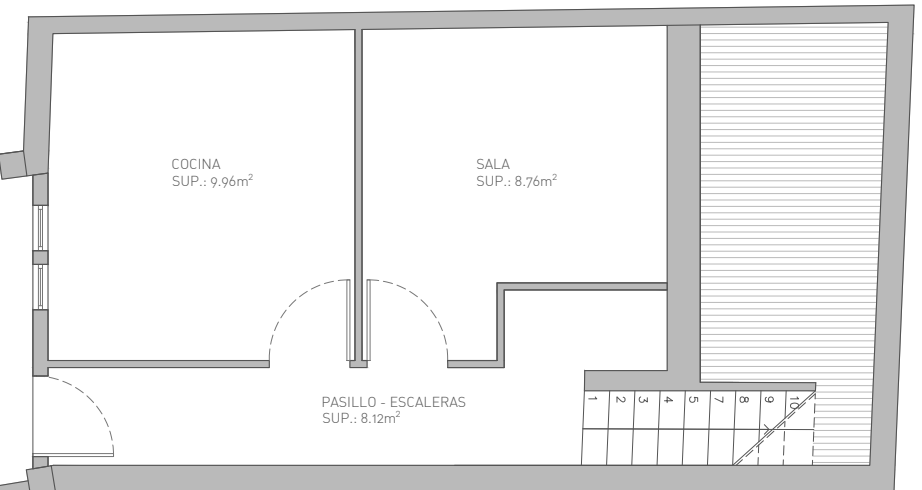 COCINA
SUP.: 9.96m²
SALA
SUP.: 8.76m²
PASILLO - ESCALERAS
SUP.: 8.12m²
1 2 3 4 5 7 8 9 10